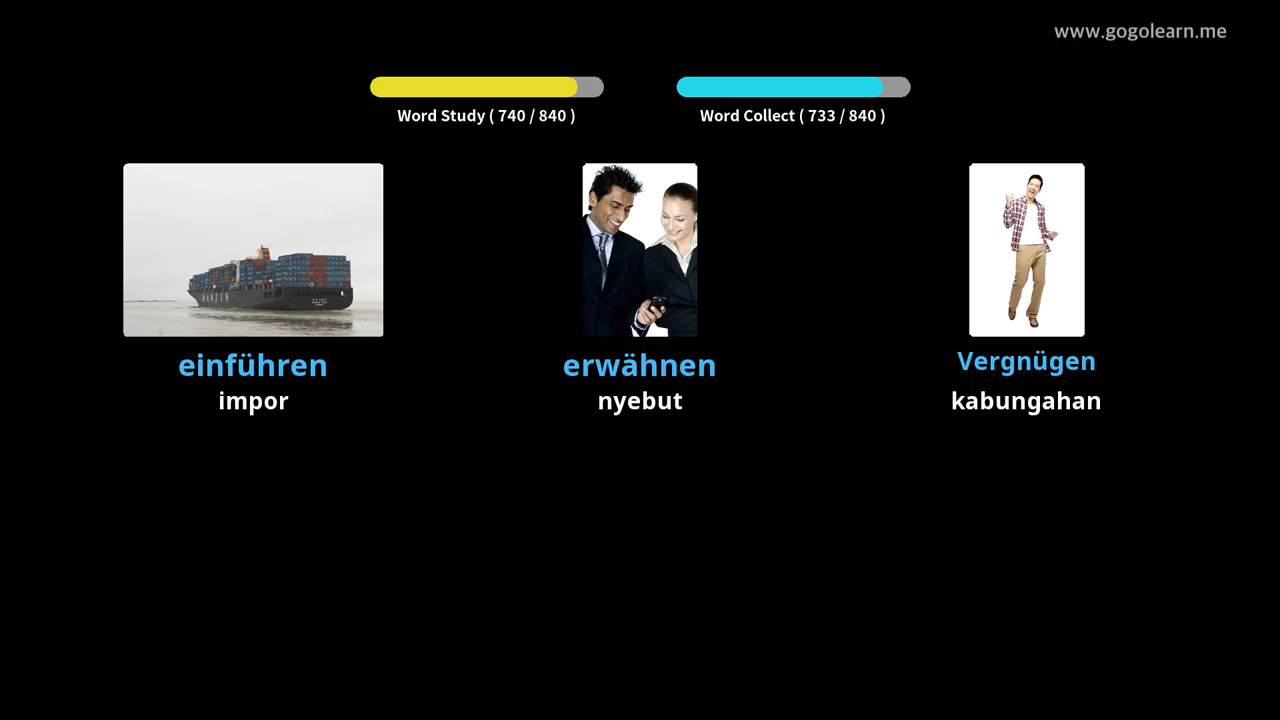 www.gogolearn.me
Word Study ( 740 / 840 )
Word Collect ( 733 / 840 )
einführen
erwähnen
Vergnügen
impor
nyebut
kabungahan